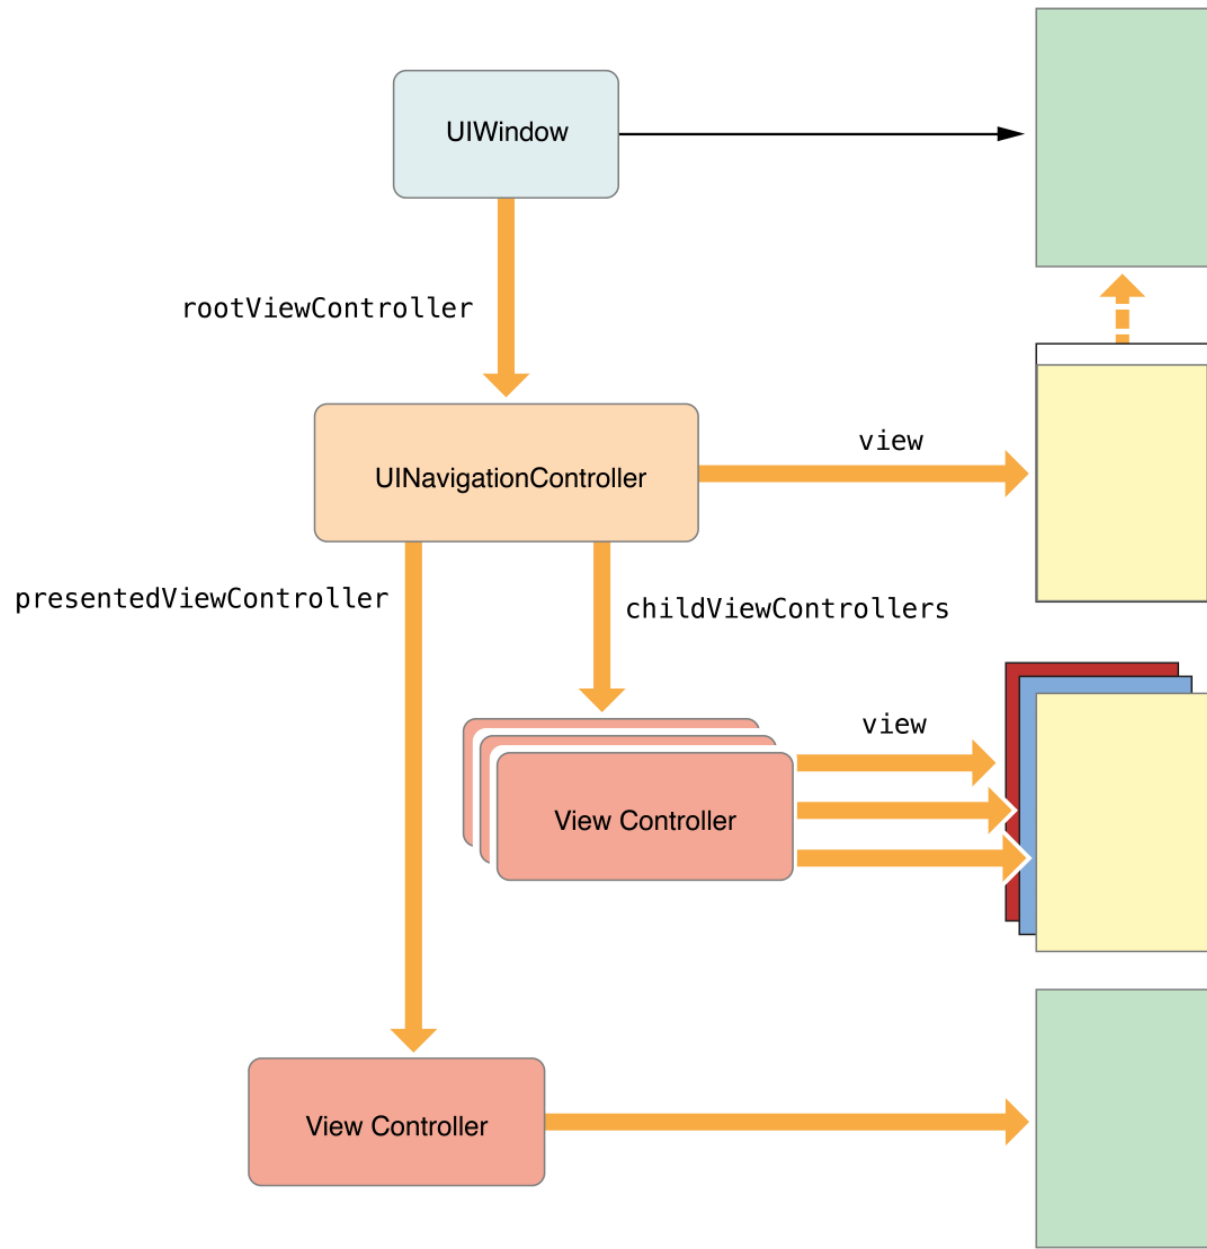 UIWindow
rootViewController
view
UINavigationController
presentedViewController
childViewControllers
view
View Controller
View Controller